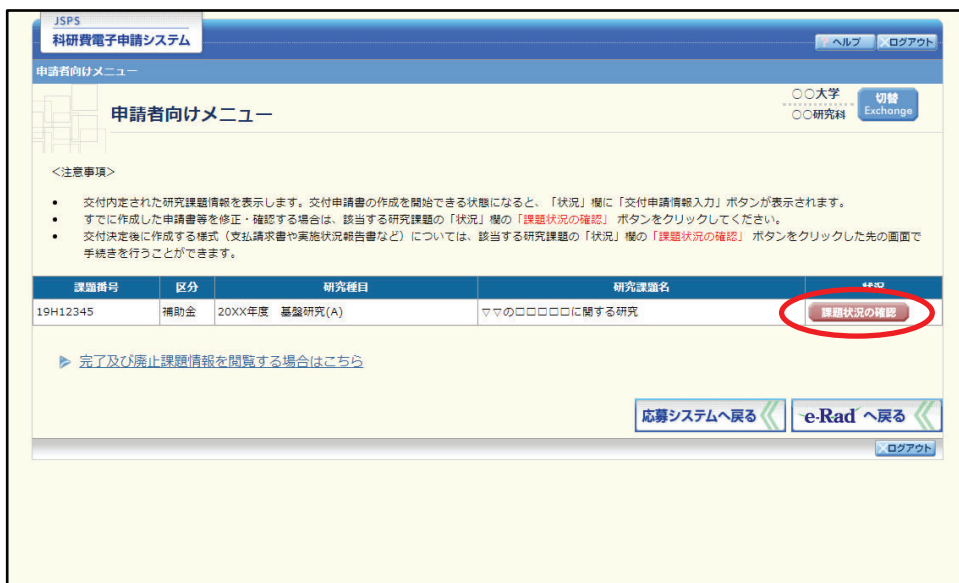 JSPS
科研費電子申請システム
? ヘルプ ×ログアウト
申請者向けメニュー
○○大学
○○研究科
切替
Exchange
申請者向けメニュー
<注意事項>
• 交付内定された研究課題情報を表示します。交付申請書の作成を開始できる状態になると、「状況」欄に「交付申請情報入力」ボタンが表示されます。
• すでに作成した申請書等を修正・確認する場合は、該当する研究課題の「状況」欄の「課題状況の確認」 ボタンをクリックしてください。
• 交付決定後に作成する様式（支払請求書や実施状況報告書など）については、該当する研究課題の「状況」欄の「課題状況の確認」 ボタンをクリックした先の画面で
手続きを行うことができます。
課題番号 区分 研究種目 研究課題名 状況
19H12345 補助金 20XX年度 基盤研究(A) ▽▽の□□□□□に関する研究 課題状況の確認
完了及び廃止課題情報を閲覧する場合はこちら
応募システムへ戻る e-Rad へ戻る
×ログアウト